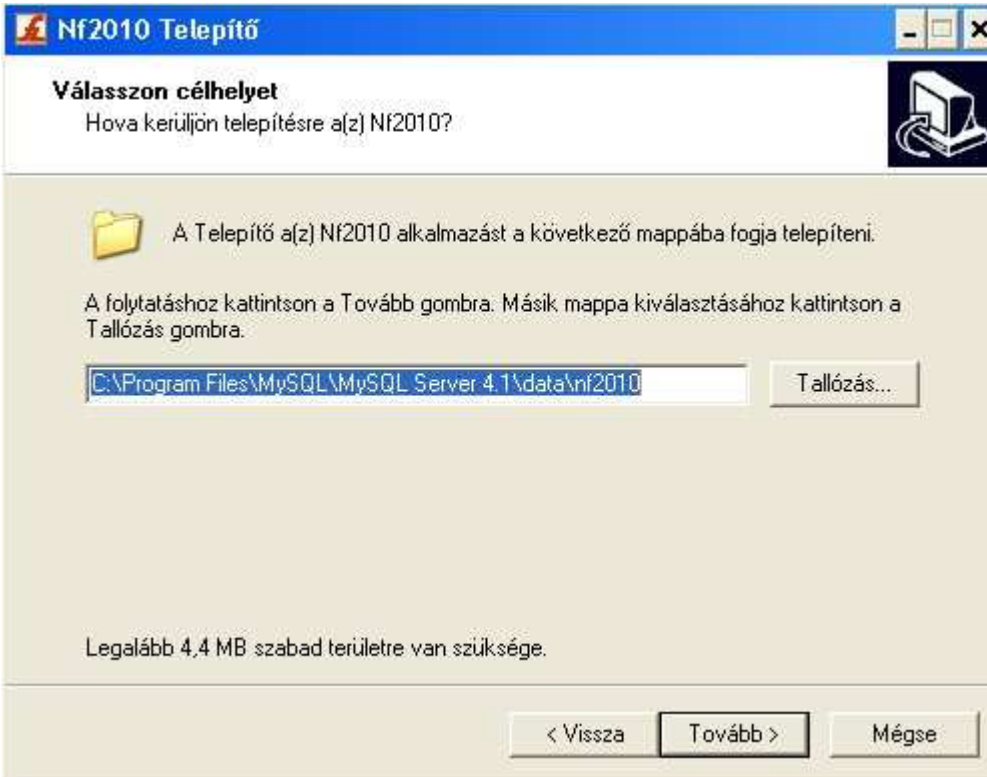 Nf2010 Telepítő
Válasszon célhelyet
Hova kerüljön telepítésre a(z) Nf2010?
A Telepítő a(z) Nf2010 alkalmazást a következő mappába fogja telepíteni.
A folytatáshoz kattintson a Tovább gombra. Másik mappa kiválasztásához kattintson a
Tallózás gombra.
C:\Program Files\MySQL\MySQL Server 4.1\data\nf2010
Tallózás...
Legalább 4,4 MB szabad területre van szüksége.
< Vissza
Tovább >
Mégse